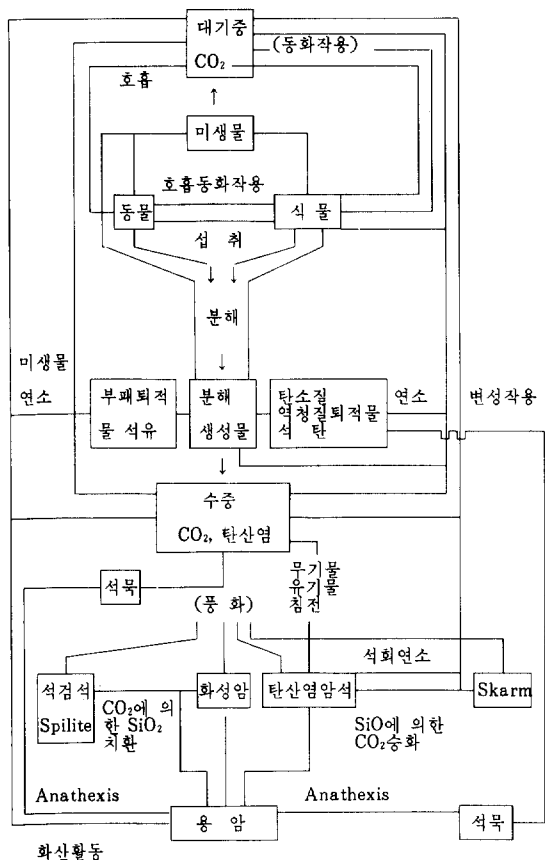 대기중
(동화작용)
CO₂
호흡
미생물
호흡동화작용
동물
식물
섭취
분해
미생물
연소
부패퇴적
물 석유
분해
생성물
탄소질
역청질퇴적물
석 탄
연소
변성작용
수중
CO₂, 탄산염
무기물
유기물
침전
석묵
(풍화)
석회연소
석검석
Spilite
CO₂에 의
한 SiO₂
치환
화성암
탄산염암석
Skarm
SiO에 의한
CO₂승화
Anathexis
Anathexis
용암
석묵
화산활동